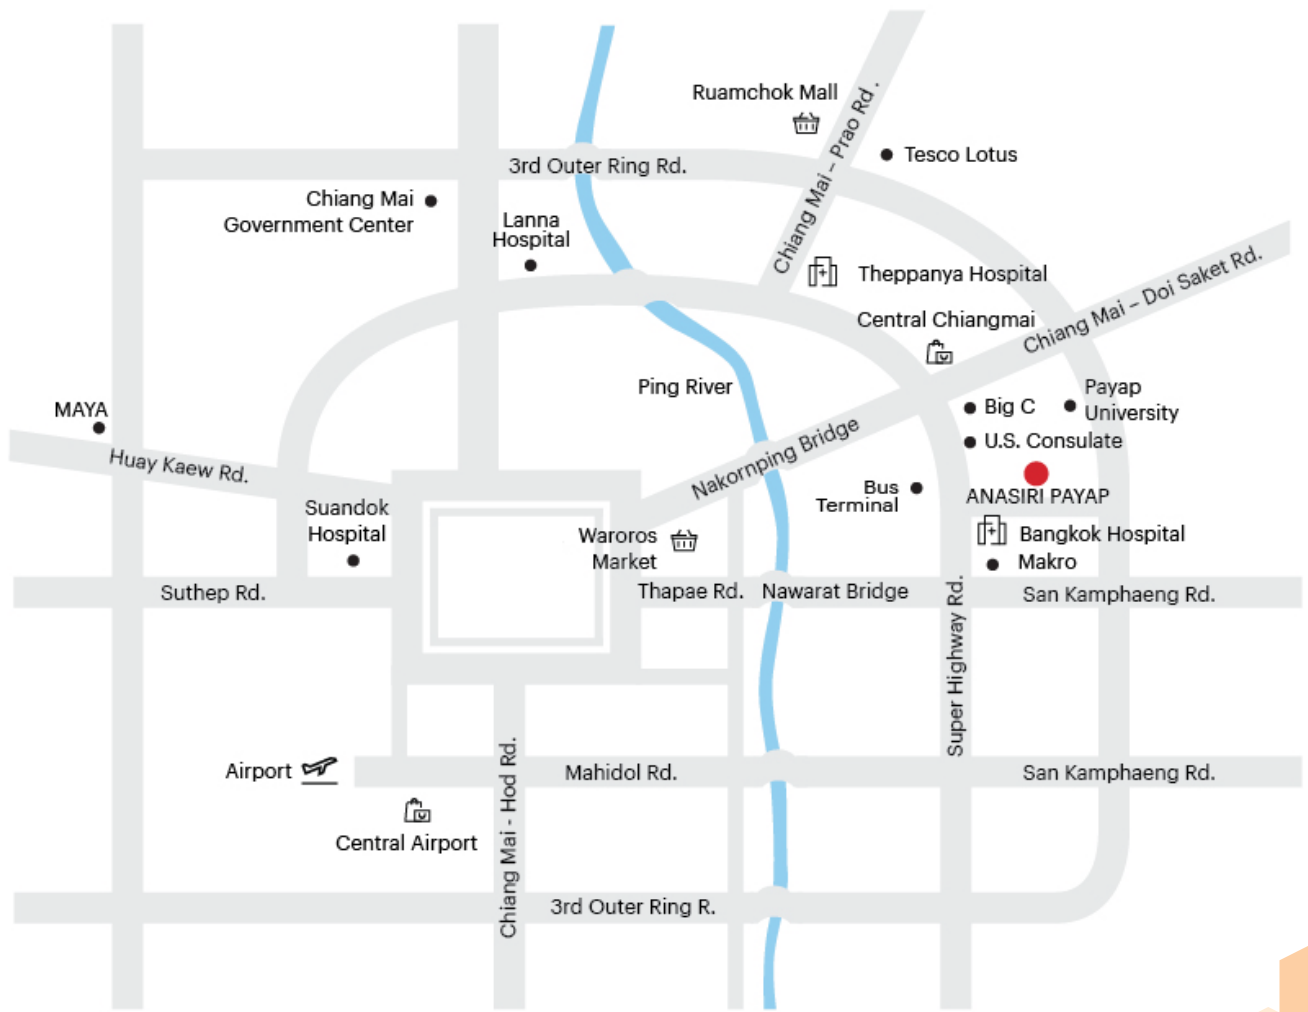 Ruamchok Mall
Chiang Mai – Prao Rd .
Tesco Lotus
3rd Outer Ring Rd.
Chiang Mai
Government Center
Lanna
Hospital
Theppanya Hospital
Chiang Mai – Doi Saket Rd.
Central Chiangmai
Ping River
Payap
University
Big C
MAYA
U.S. Consulate
Huay Kaew Rd.
Nakornping Bridge
Bus
Terminal
ANASIRI PAYAP
Suandok
Hospital
Waroros
Market
Bangkok Hospital
Makro
Suthep Rd.
Thapae Rd.
Nawarat Bridge
San Kamphaeng Rd.
Super Highway Rd.
Airport
Mahidol Rd.
San Kamphaeng Rd.
Chiang Mai - Hod Rd.
Central Airport
3rd Outer Ring R.